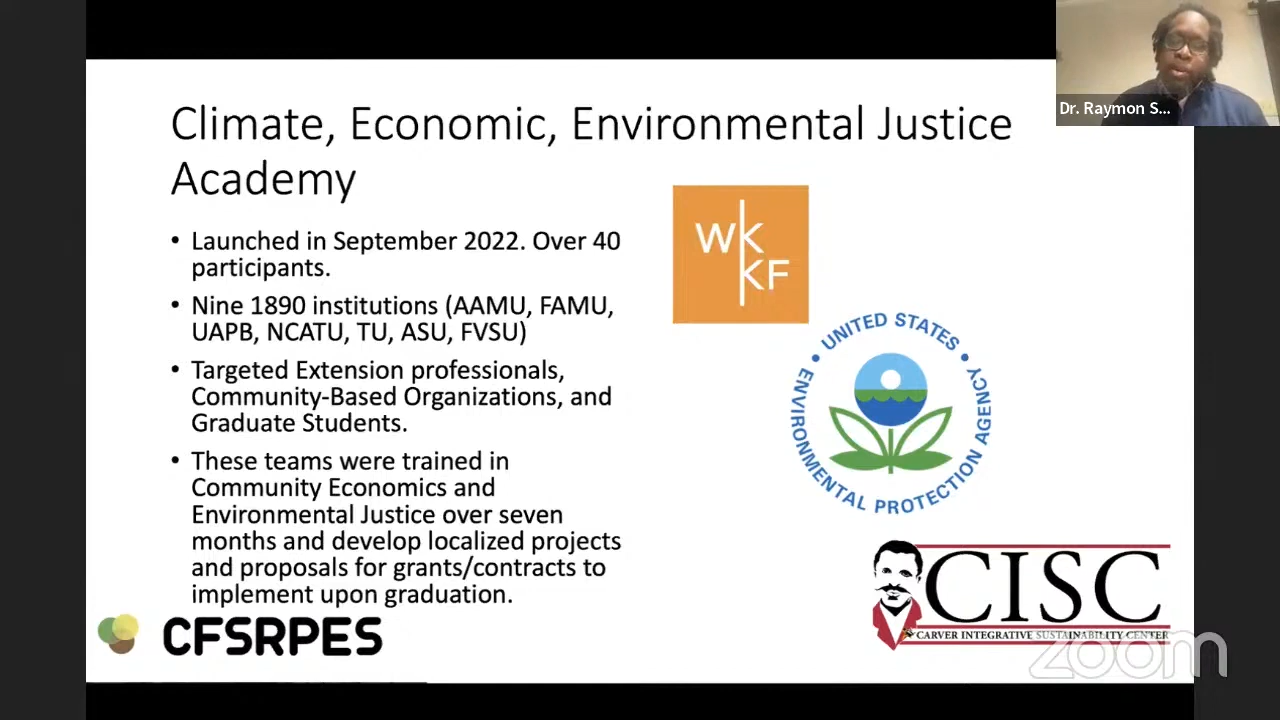 Dr. Raymon S...
Climate, Economic, Environmental Justice
Academy
• Launched in September 2022. Over 40
participants.
• Nine 1890 institutions (AAMU, FAMU,
UAPB, NCATU, TU, ASU, FVSU)
• Targeted Extension professionals,
Community-Based Organizations, and
Graduate Students.
• These teams were trained in
Community Economics and
Environmental Justice over seven
months and develop localized projects
and proposals for grants/contracts to
implement upon graduation.
WK
KF
UNITED STATES
ENVIRONMENTAL PROTECTION AGENCY
CISC
CARVER INTEGRATIVE SUSTAINABILITY CENTER
CFSRPES
zoom